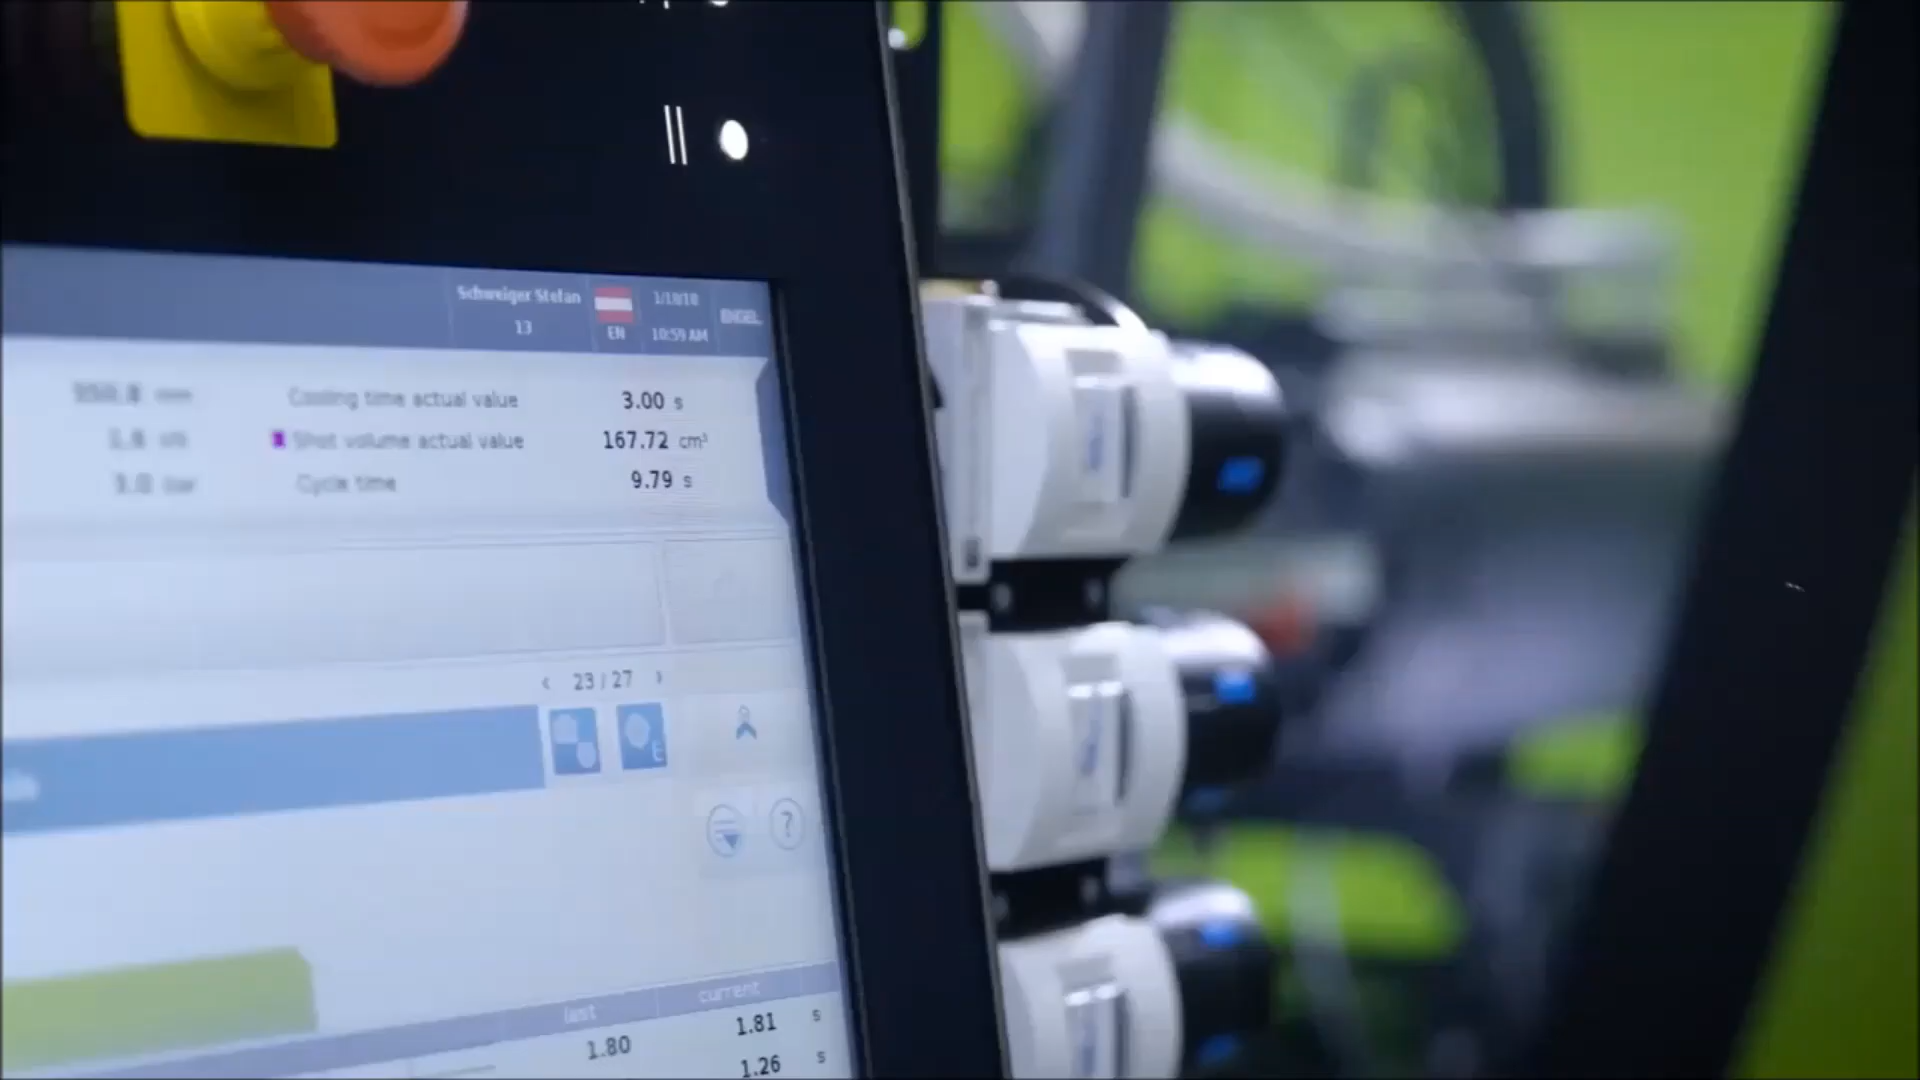 Schweiger Stefan
13
EN
1/18/18
10:59 AM
ENGEL
Cooling time actual value 3.00 s
Shot volume actual value 167.72 cm³
Cycle time 9.79 s
‹ 23 / 27 ›
?
last current
1.80 1.81 s
1.26 s